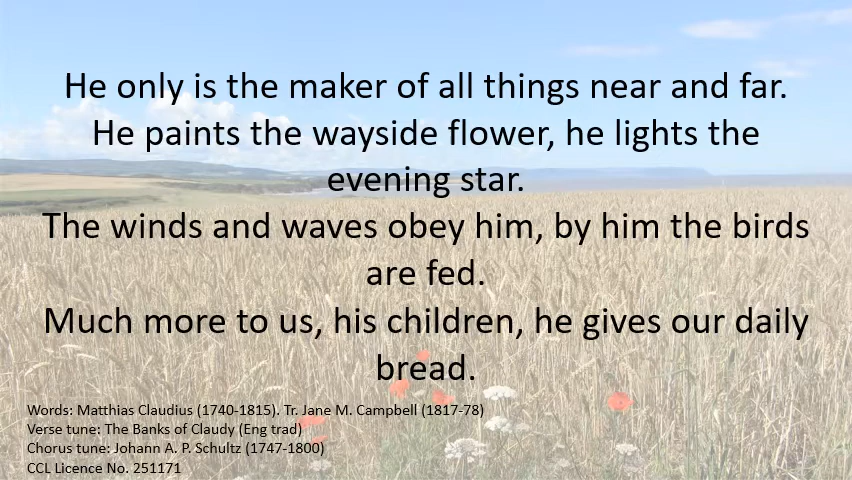 He only is the maker of all things near and far.
He paints the wayside flower, he lights the
evening star.
The winds and waves obey him, by him the birds
are fed.
Much more to us, his children, he gives our daily
bread.
Words: Matthias Claudius (1740-1815). Tr. Jane M. Campbell (1817-78)
Verse tune: The Banks of Claudy (Eng trad)
Chorus tune: Johann A. P. Schultz (1747-1800)
CCL Licence No. 251171